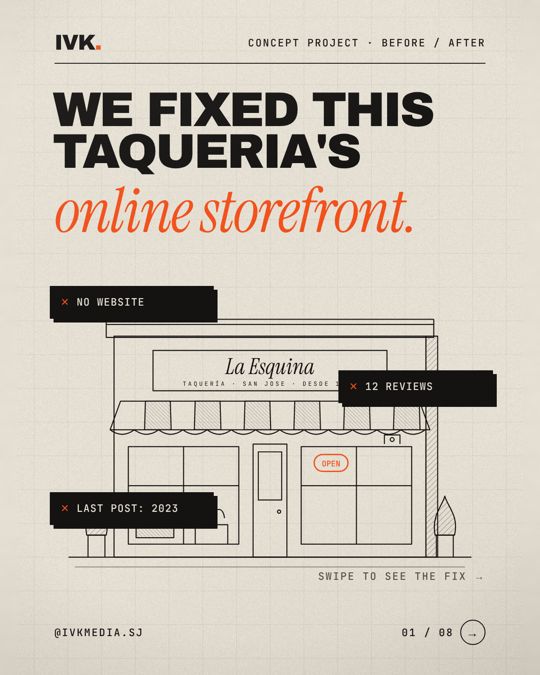 IVK.
CONCEPT PROJECT · BEFORE / AFTER
WE FIXED THIS
TAQUERIA'S
online storefront.
× NO WEBSITE
La Esquina
TAQUERÍA · SAN JOSE · DESDE
× 12 REVIEWS
OPEN
× LAST POST: 2023
SWIPE TO SEE THE FIX →
@IVKMEDIA.SJ
01 / 08 →